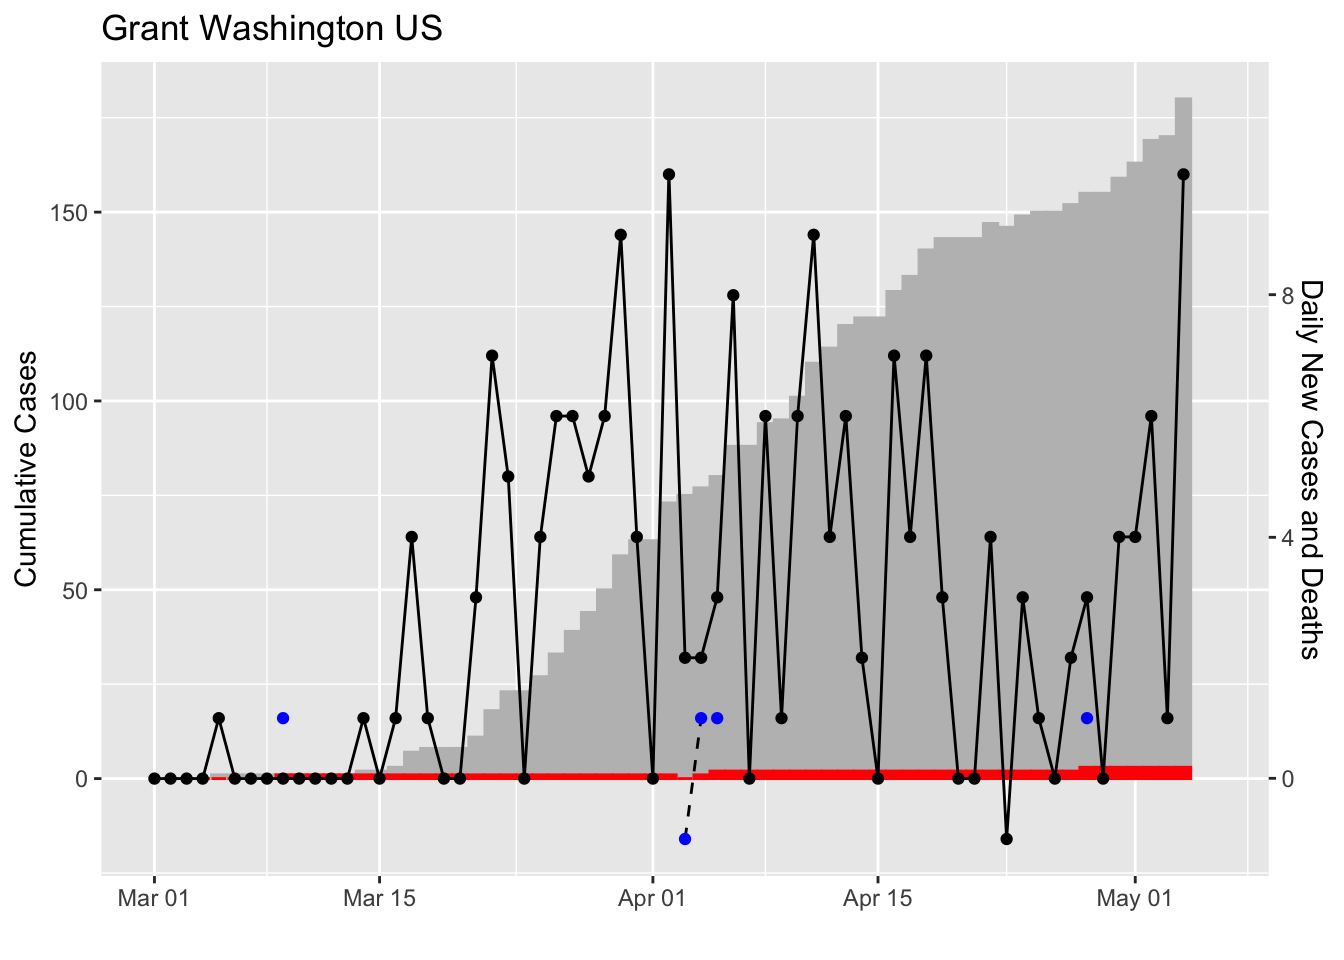 Grant Washington US
Cumulative Cases
150
100
50
0
8
4
0
Daily New Cases and Deaths
Mar 01
Mar 15
Apr 01
Apr 15
May 01